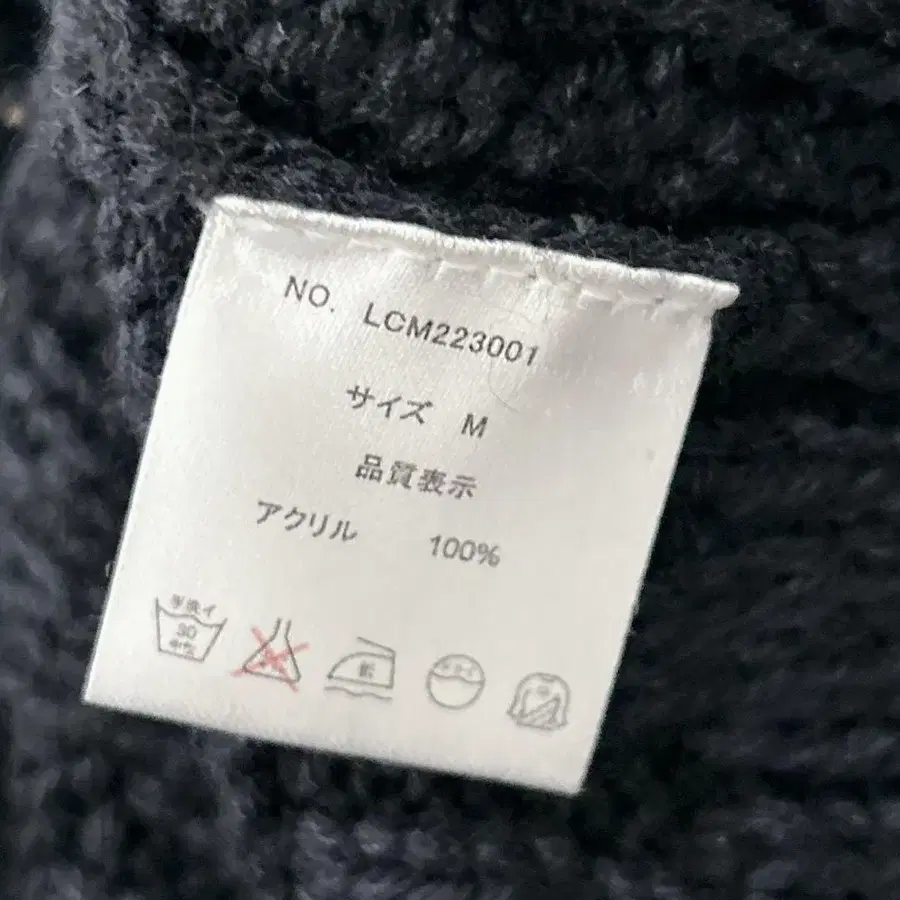 NO. LCM223001
サイズ M
品質表示
アクリル 100%
手洗イ
30
中性